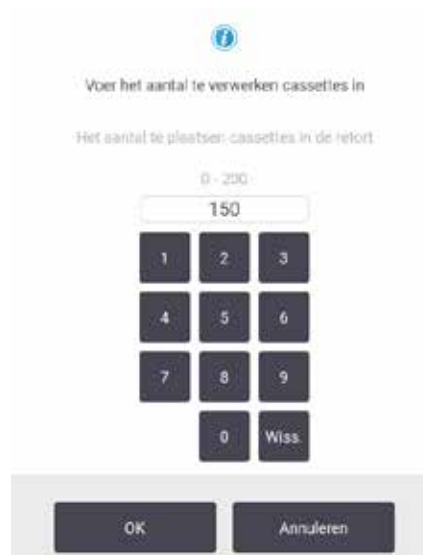 Voer het aantal te verwerken cassettes in
Het aantal te plaatsen cassettes in de retort
0 - 200
150
1 2 3
4 5 6
7 8 9
0 Wiss.
OK Annuleren